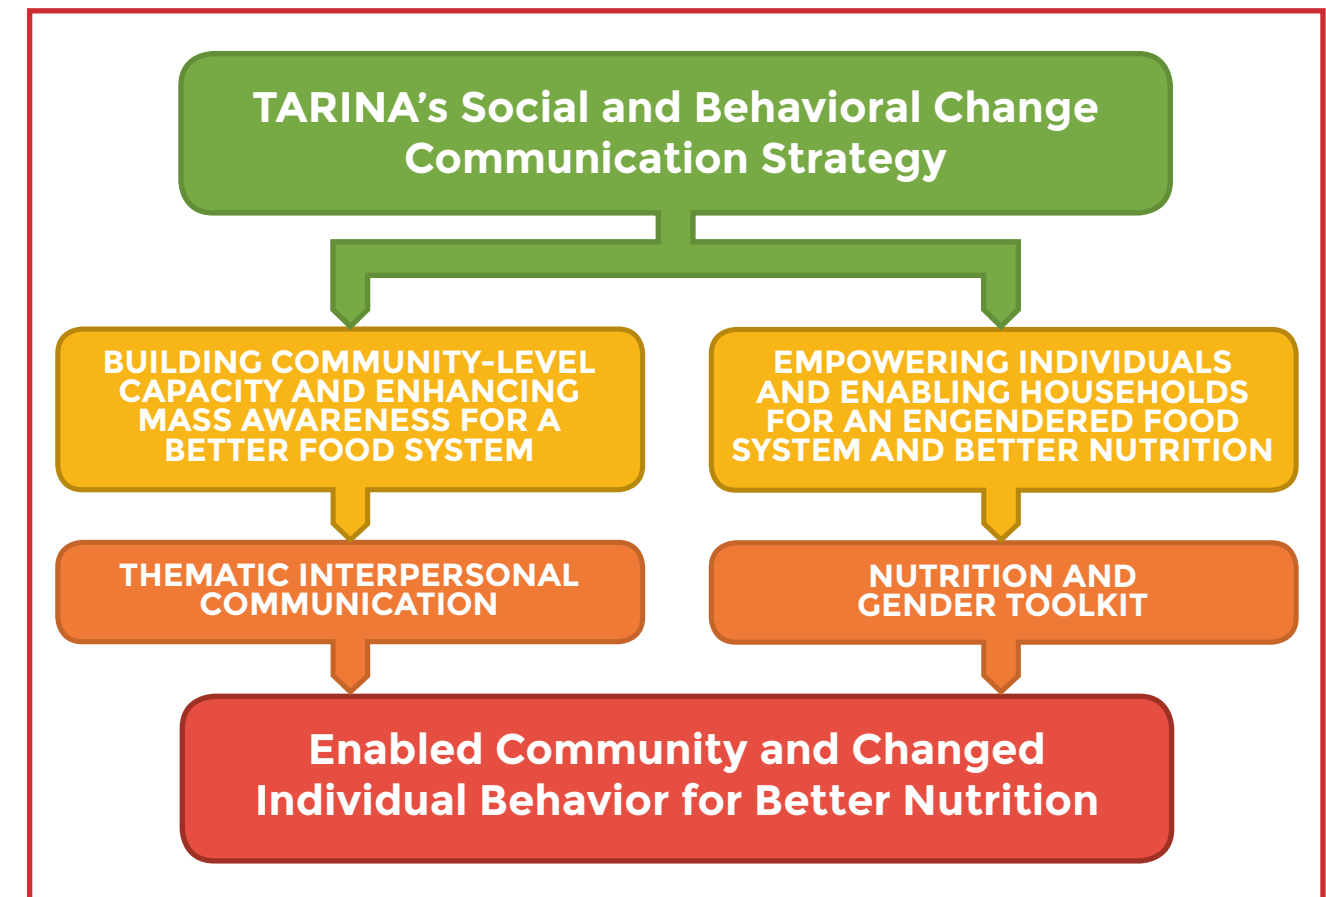 TARINA’s Social and Behavioral Change
Communication Strategy
BUILDING COMMUNITY-LEVEL
CAPACITY AND ENHANCING
MASS AWARENESS FOR A
BETTER FOOD SYSTEM
EMPOWERING INDIVIDUALS
AND ENABLING HOUSEHOLDS
FOR AN ENGENDERED FOOD
SYSTEM AND BETTER NUTRITION
THEMATIC INTERPERSONAL
COMMUNICATION
NUTRITION AND
GENDER TOOLKIT
Enabled Community and Changed
Individual Behavior for Better Nutrition